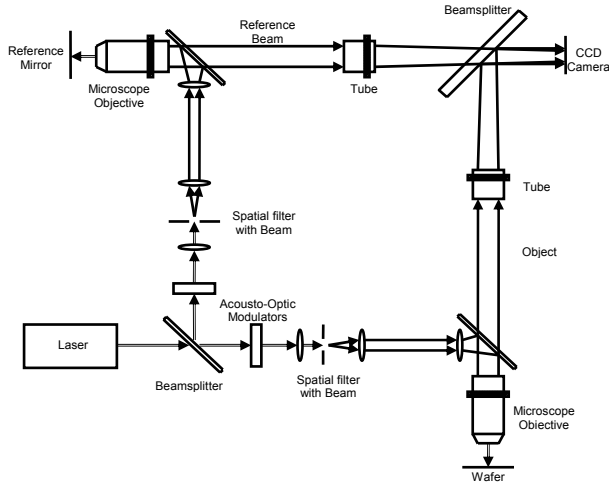 Beamsplitter
Reference
Beam
Reference
Mirror
CCD
Camera
Microscope
Objective
Tube
Tube
Spatial filter
with Beam
Object
Acousto-Optic
Modulators
Laser
Beamsplitter
Spatial filter
with Beam
Microscope
Objective
Wafer